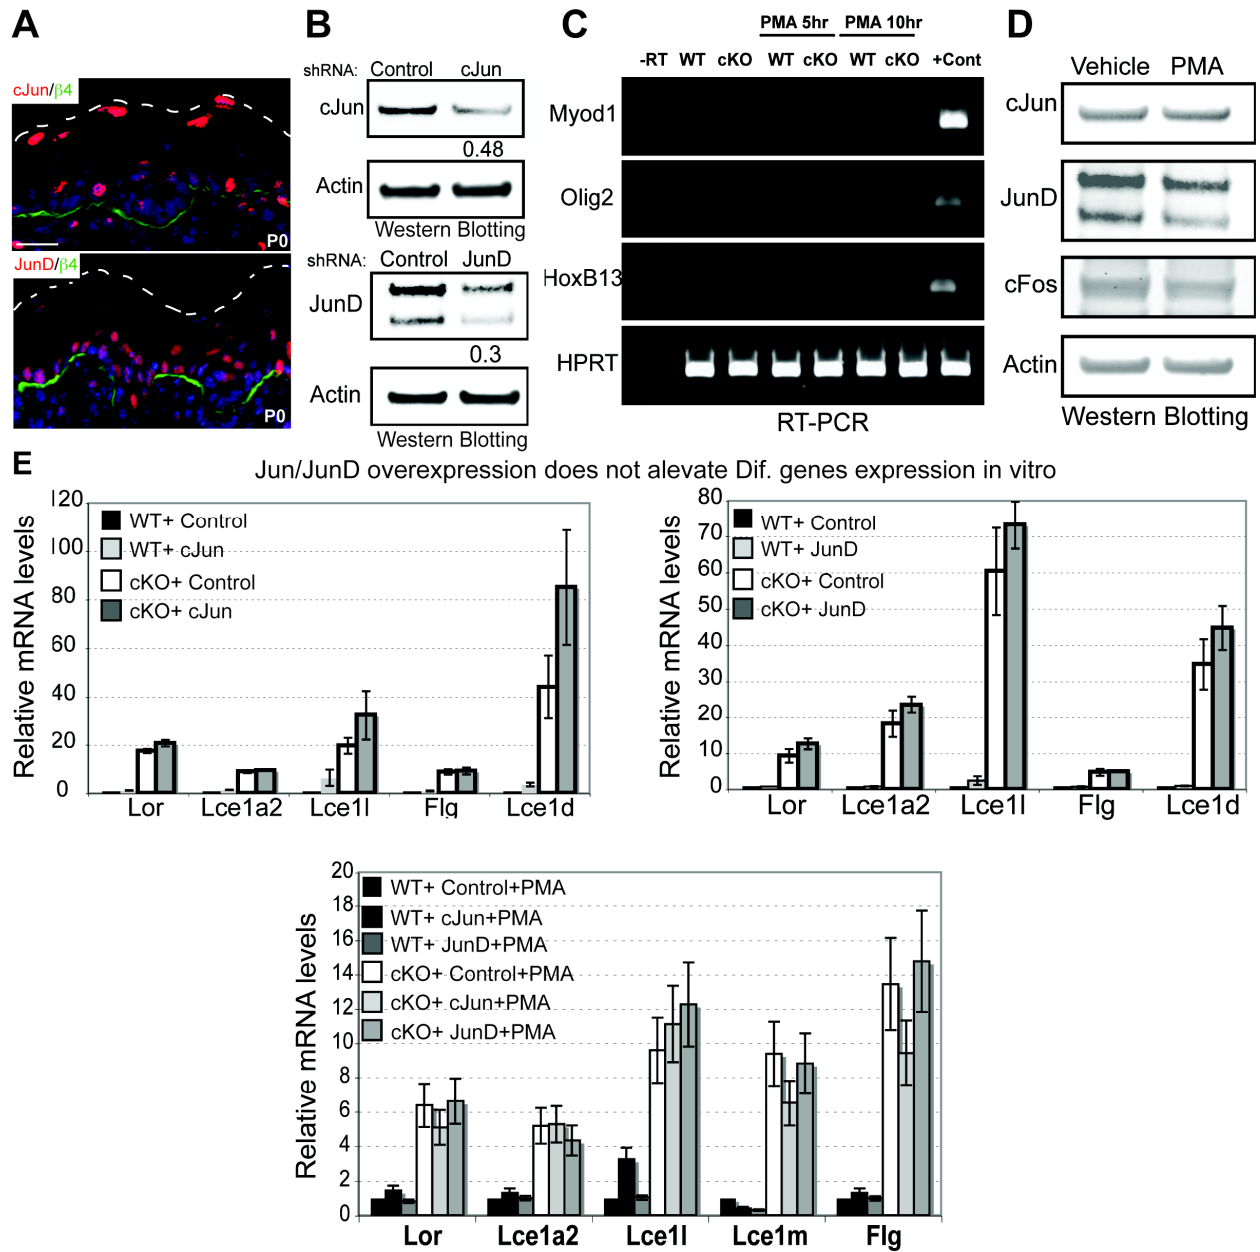 A
cJun/β4
P0
JunD/β4
P0
B
shRNA: Control cJun
cJun
0.48
Actin
Western Blotting
shRNA: Control JunD
JunD
0.3
Actin
Western Blotting
C
PMA 5hr PMA 10hr
-RT WT cKO WT cKO WT cKO +Cont
Myod1
Olig2
HoxB13
HPRT
RT-PCR
D
Vehicle PMA
cJun
JunD
cFos
Actin
Western Blotting
E
Jun/JunD overexpression does not alevate Dif. genes expression in vitro
Relative mRNA levels
120
100
80
60
40
20
0
WT+ Control
WT+ cJun
cKO+ Control
cKO+ cJun
Lor Lce1a2 Lce1l Flg Lce1d
Relative mRNA levels
80
70
60
50
40
30
20
10
0
WT+ Control
WT+ JunD
cKO+ Control
cKO+ JunD
Lor Lce1a2 Lce1l Flg Lce1d
Relative mRNA levels
20
18
16
14
12
10
8
6
4
2
0
WT+ Control+PMA
WT+ cJun+PMA
WT+ JunD+PMA
cKO+ Control+PMA
cKO+ cJun+PMA
cKO+ JunD+PMA
Lor Lce1a2 Lce1l Lce1m Flg